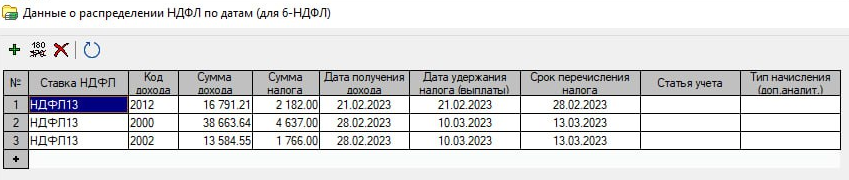 Данные о распределении НДФЛ по датам (для 6-НДФЛ)
№ Ставка НДФЛ Код дохода Сумма дохода Сумма налога Дата получения дохода Дата удержания налога (выплаты) Срок перечисления налога Статья учета Тип начисления (доп.аналит.)
1 НДФЛ13 2012 16 791.21 2 182.00 21.02.2023 21.02.2023 28.02.2023
2 НДФЛ13 2000 38 663.64 4 637.00 28.02.2023 10.03.2023 13.03.2023
3 НДФЛ13 2002 13 584.55 1 766.00 28.02.2023 10.03.2023 13.03.2023